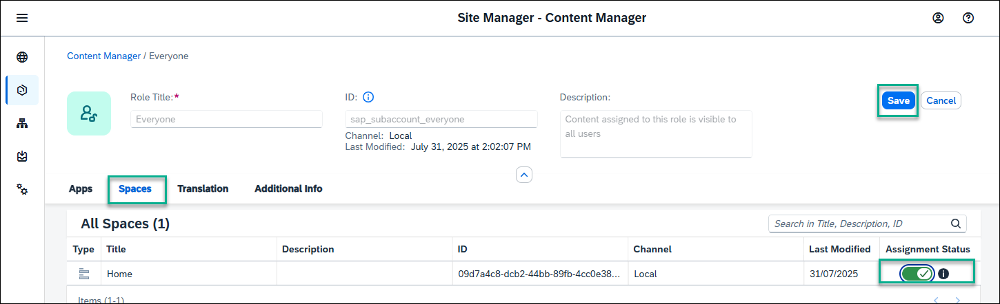 Site Manager - Content Manager
Content Manager / Everyone
Role Title:*
Everyone
ID:
sap_subaccount_everyone
Channel: Local
Last Modified: July 31, 2025 at 2:02:07 PM
Description:
Content assigned to this role is visible to
all users
Save
Cancel
Apps
Spaces
Translation
Additional Info
All Spaces (1)
Search in Title, Description, ID
Type Title Description ID Channel Last Modified Assignment Status
Home 09d7a4c8-dcb2-44bb-89fb-4cc0e38... Local 31/07/2025
Items (1-1)